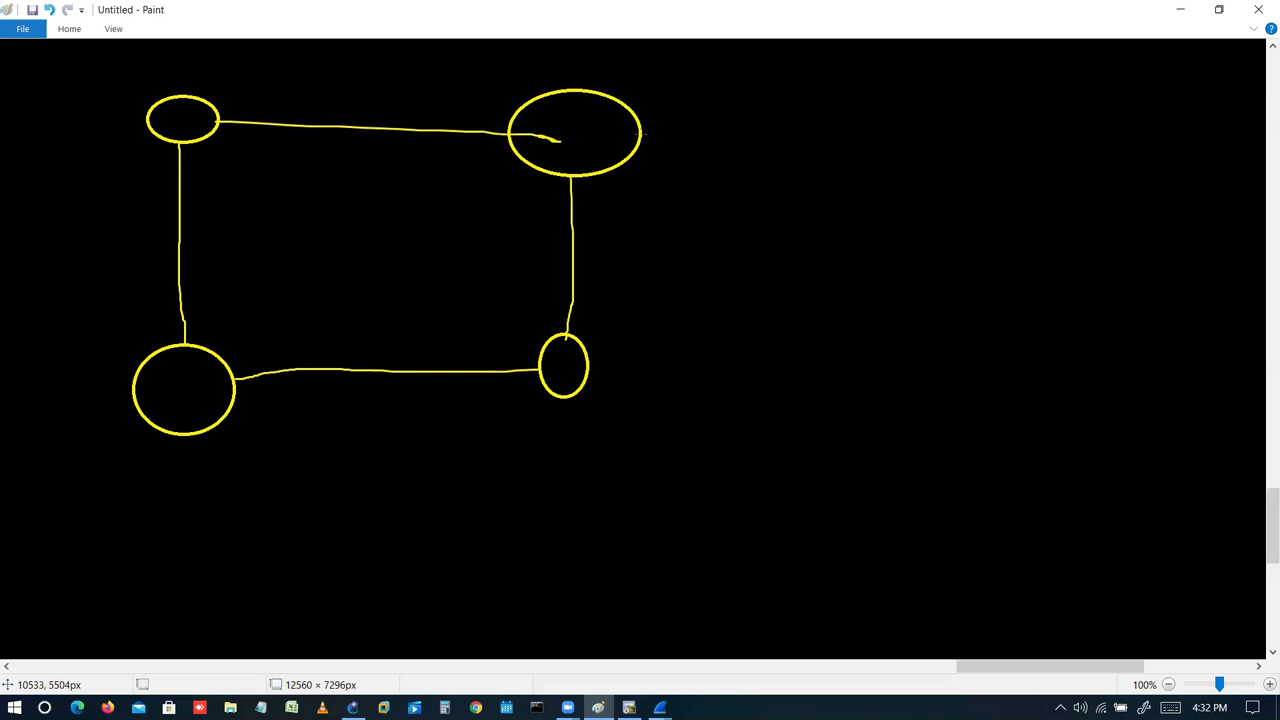 Untitled - Paint
File Home View
10533, 5504px 12560 × 7296px 100%
4:32 PM